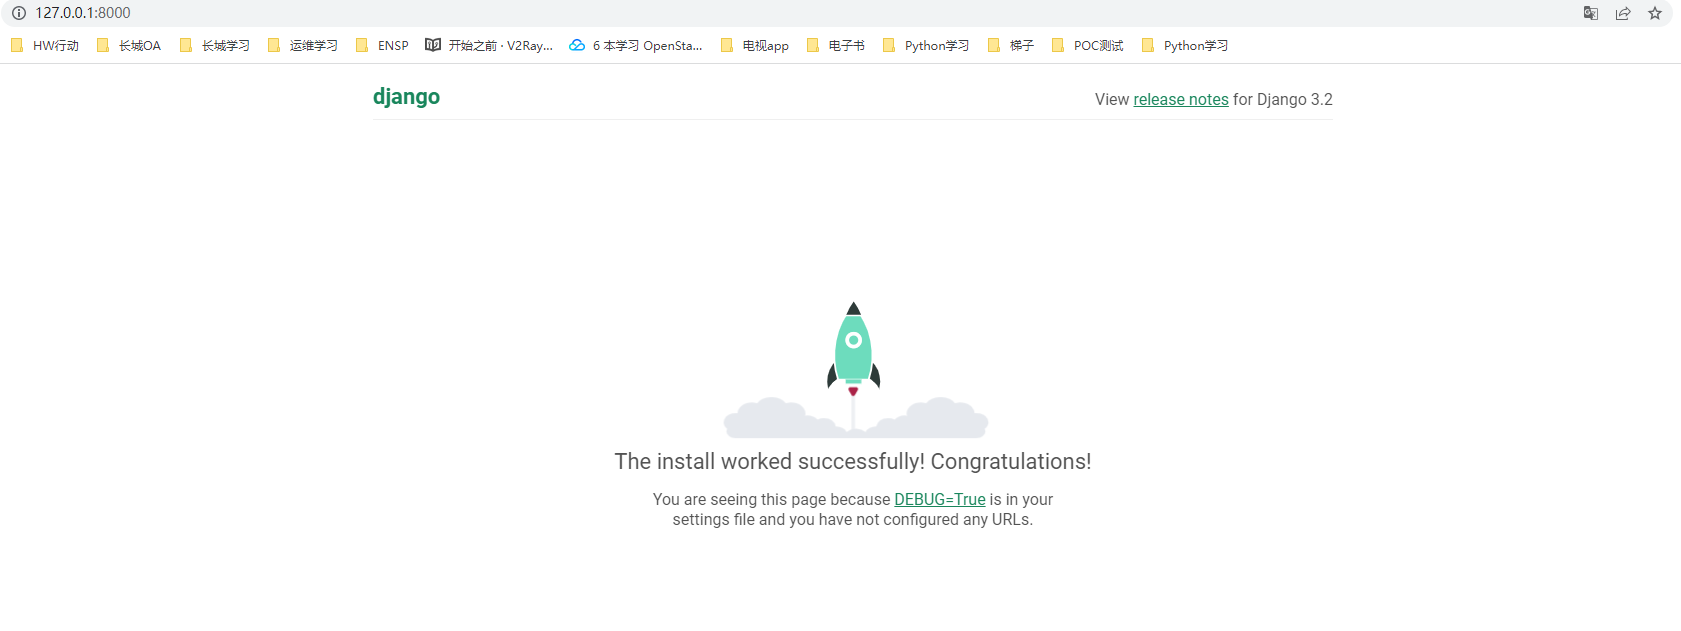 127.0.0.1:8000
HW行动 长城OA 长城学习 运维学习 ENSP 开始之前 · V2Ray... 6 本学习 OpenSta... 电视app 电子书 Python学习 梯子 POC测试 Python学习
django View release notes for Django 3.2
The install worked successfully! Congratulations!
You are seeing this page because DEBUG=True is in your
settings file and you have not configured any URLs.